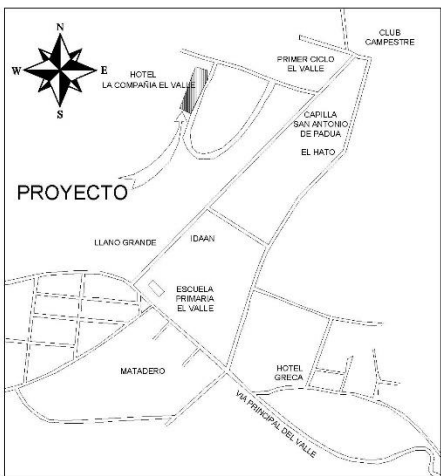 N
W E
S
CLUB
CAMPESTRE
HOTEL
LA COMPAÑIA EL VALLE
PRIMER CICLO
EL VALLE
CAPILLA
SAN ANTONIO
DE PADUA
EL HATO
PROYECTO
LLANO GRANDE
IDAAN
ESCUELA
PRIMARIA
EL VALLE
MATADERO
HOTEL
GRECA
VIA PRINCIPAL DEL VALLE